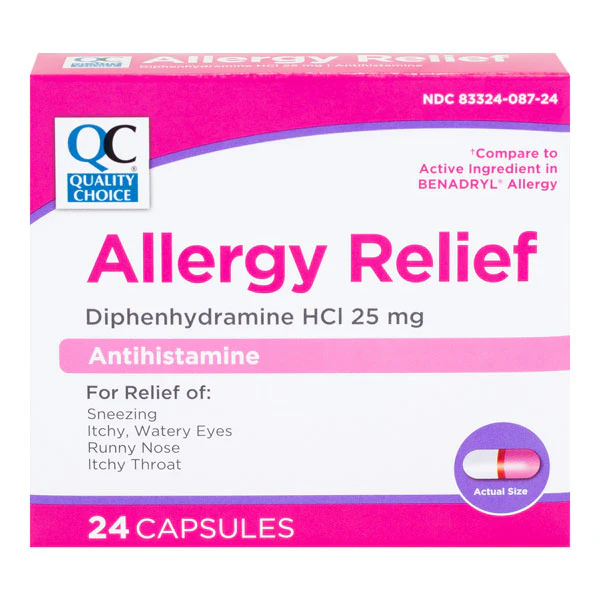 Allergy Relief
Diphenhydramine HCl 25 mg | Antihistamine
NDC 83324-087-24
QC®
QUALITY
CHOICE
†Compare to
Active Ingredient in
BENADRYL® Allergy
Allergy Relief
Diphenhydramine HCl 25 mg
Antihistamine
For Relief of:
Sneezing
Itchy, Watery Eyes
Runny Nose
Itchy Throat
Actual Size
24 CAPSULES